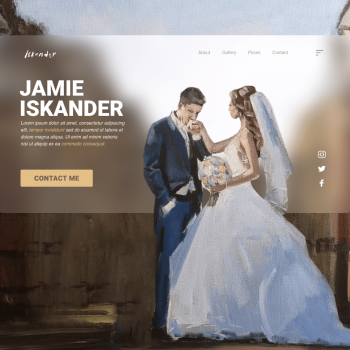 Iskander
About Gallery Prices Contact
JAMIE
ISKANDER
Lorem ipsum dolor sit amet, consectetur adipiscing
elit, tempor incididunt sed do eiusmod ut labore et
dolore magna aliqua. Ut enim ad minim veniam
nisi ut aliquip ex ea commodo consequat.
CONTACT ME